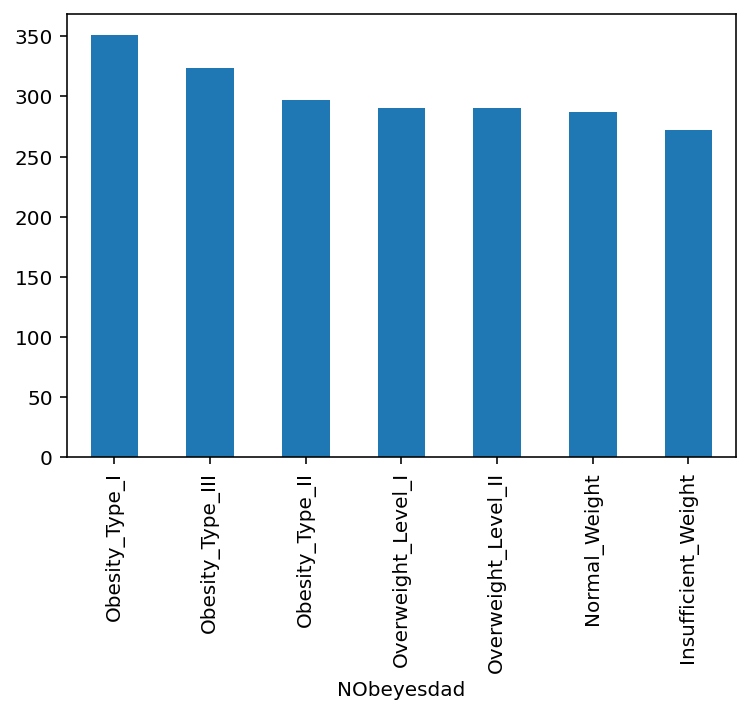 350
300
250
200
150
100
50
0
Obesity_Type_I
Obesity_Type_III
Obesity_Type_II
Overweight_Level_I
Overweight_Level_II
Normal_Weight
Insufficient_Weight
NObeyesdad